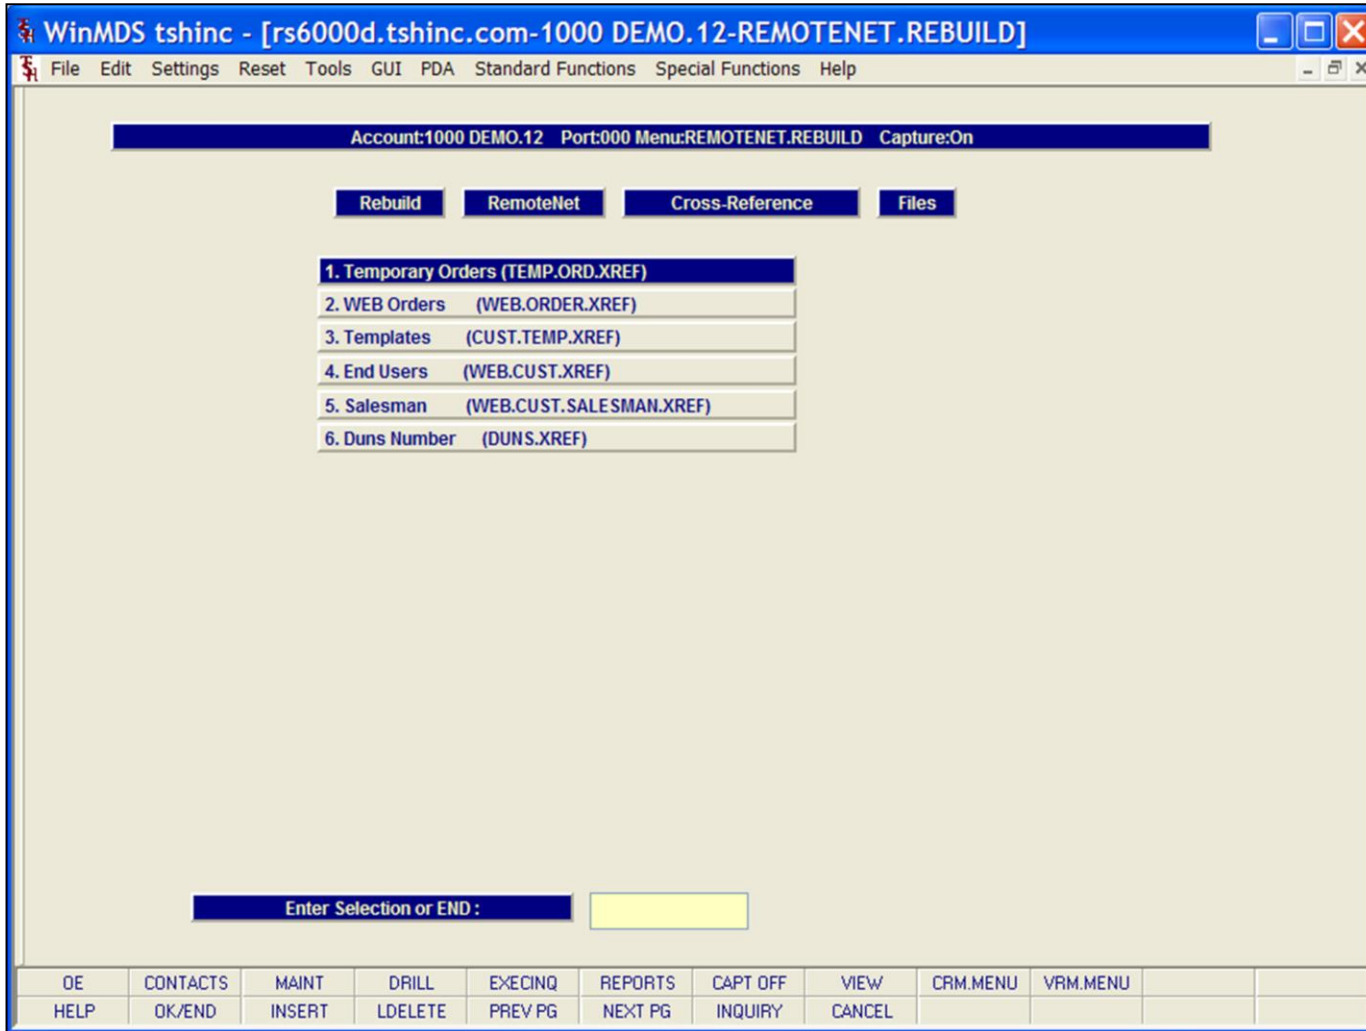 WinMDS tshinc - [rs6000d.tshinc.com-1000 DEMO.12-REMOTENET.REBUILD]
File Edit Settings Reset Tools GUI PDA Standard Functions Special Functions Help
Account:1000 DEMO.12 Port:000 Menu:REMOTENET.REBUILD Capture:On
Rebuild RemoteNet Cross-Reference Files
1. Temporary Orders (TEMP.ORD.XREF)
2. WEB Orders (WEB.ORDER.XREF)
3. Templates (CUST.TEMP.XREF)
4. End Users (WEB.CUST.XREF)
5. Salesman (WEB.CUST.SALESMAN.XREF)
6. Duns Number (DUNS.XREF)
Enter Selection or END :
OE CONTACTS MAINT DRILL EXECINQ REPORTS CAPT OFF VIEW CRM.MENU VRM.MENU
HELP OK/END INSERT LDELETE PREV PG NEXT PG INQUIRY CANCEL